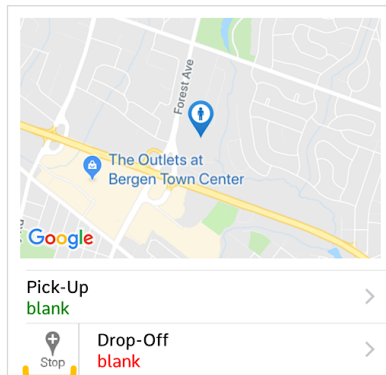 Forest Ave
The Outlets at
Bergen Town Center
Google
Pick-Up
blank
Drop-Off
Stop
blank